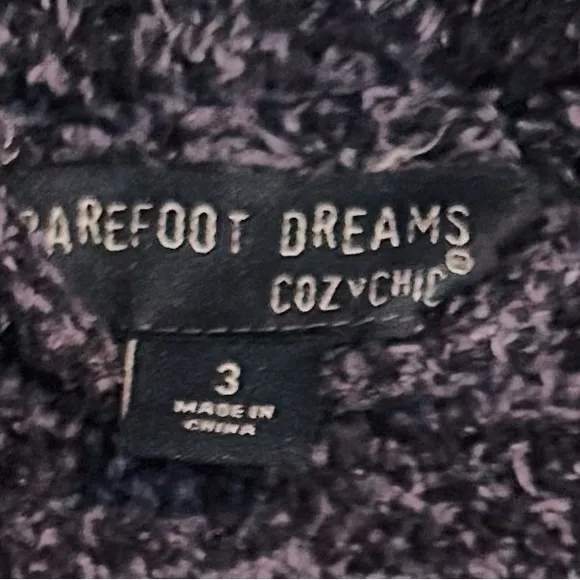 BAREFOOT DREAMS
COZYCHIC®
3
MADE IN
CHINA